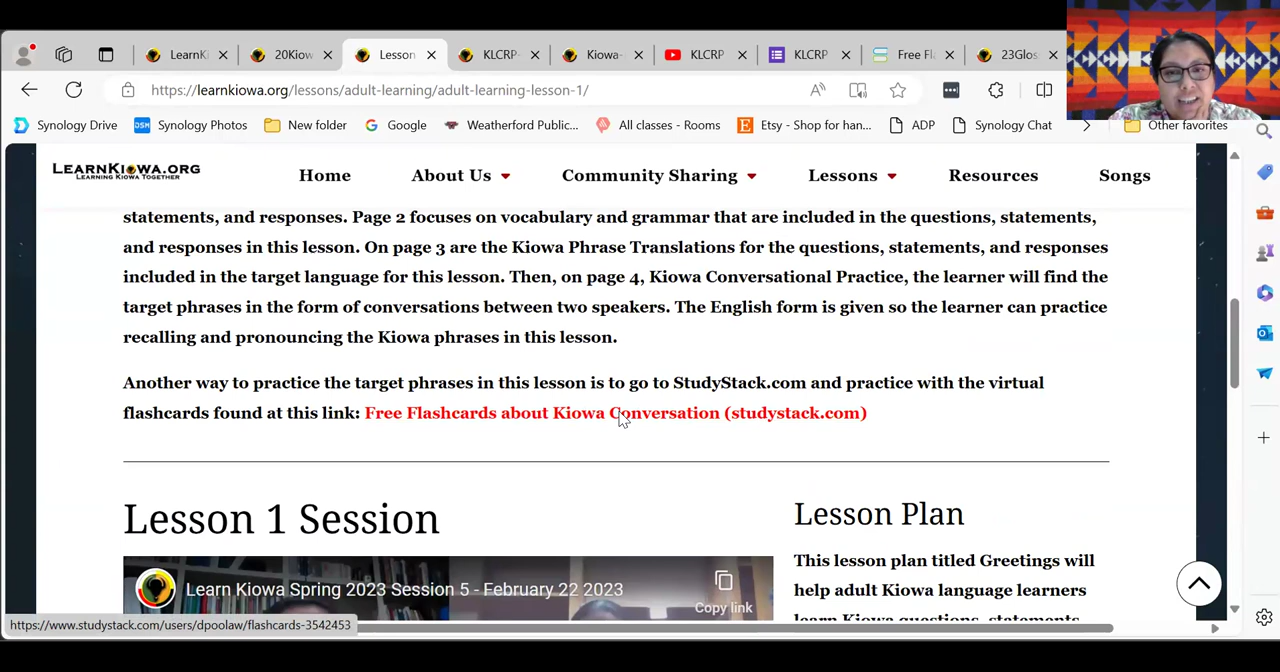 LearnKi
20Kiow
Lesson
KLCRP-
Kiowa-
KLCRP
KLCRP
Free Fl
23Glos
https://learnkiowa.org/lessons/adult-learning/adult-learning-lesson-1/
Synology Drive
DSM
Synology Photos
New folder
Google
Weatherford Public...
All classes - Rooms
E
Etsy - Shop for han...
ADP
Synology Chat
Other favorites
LEARNKIOWA.ORG
LEARNING KIOWA TOGETHER
Home
About Us
Community Sharing
Lessons
Resources
Songs
statements, and responses. Page 2 focuses on vocabulary and grammar that are included in the questions, statements,
and responses in this lesson. On page 3 are the Kiowa Phrase Translations for the questions, statements, and responses
included in the target language for this lesson. Then, on page 4, Kiowa Conversational Practice, the learner will find the
target phrases in the form of conversations between two speakers. The English form is given so the learner can practice
recalling and pronouncing the Kiowa phrases in this lesson.
Another way to practice the target phrases in this lesson is to go to StudyStack.com and practice with the virtual
flashcards found at this link: Free Flashcards about Kiowa Conversation (studystack.com)
Lesson 1 Session
Learn Kiowa Spring 2023 Session 5 - February 22 2023
Copy link
Lesson Plan
This lesson plan titled Greetings will
help adult Kiowa language learners
learn Kiowa questions, statements,
https://www.studystack.com/users/dpoolaw/flashcards-3542453